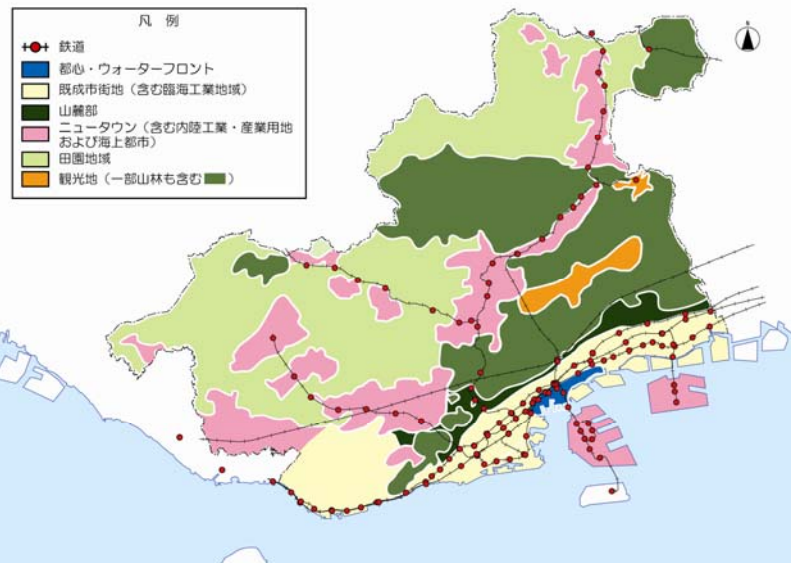 凡 例
鉄道
都心・ウォーターフロント
既成市街地（含む臨海工業地域）
山麓部
ニュータウン（含む内陸工業・産業用地
および海上都市）
田園地域
観光地（一部山林も含む　）